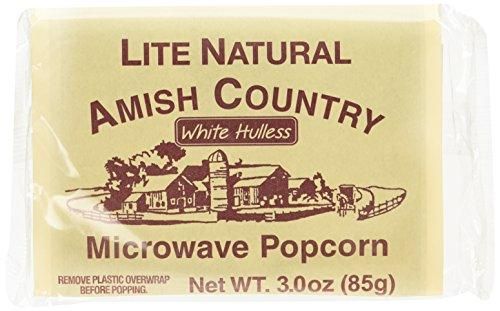 LITE NATURAL
AMISH COUNTRY
White Hulless
Microwave Popcorn
REMOVE PLASTIC OVERWRAP
BEFORE POPPING.
Net WT. 3.0oz (85g)